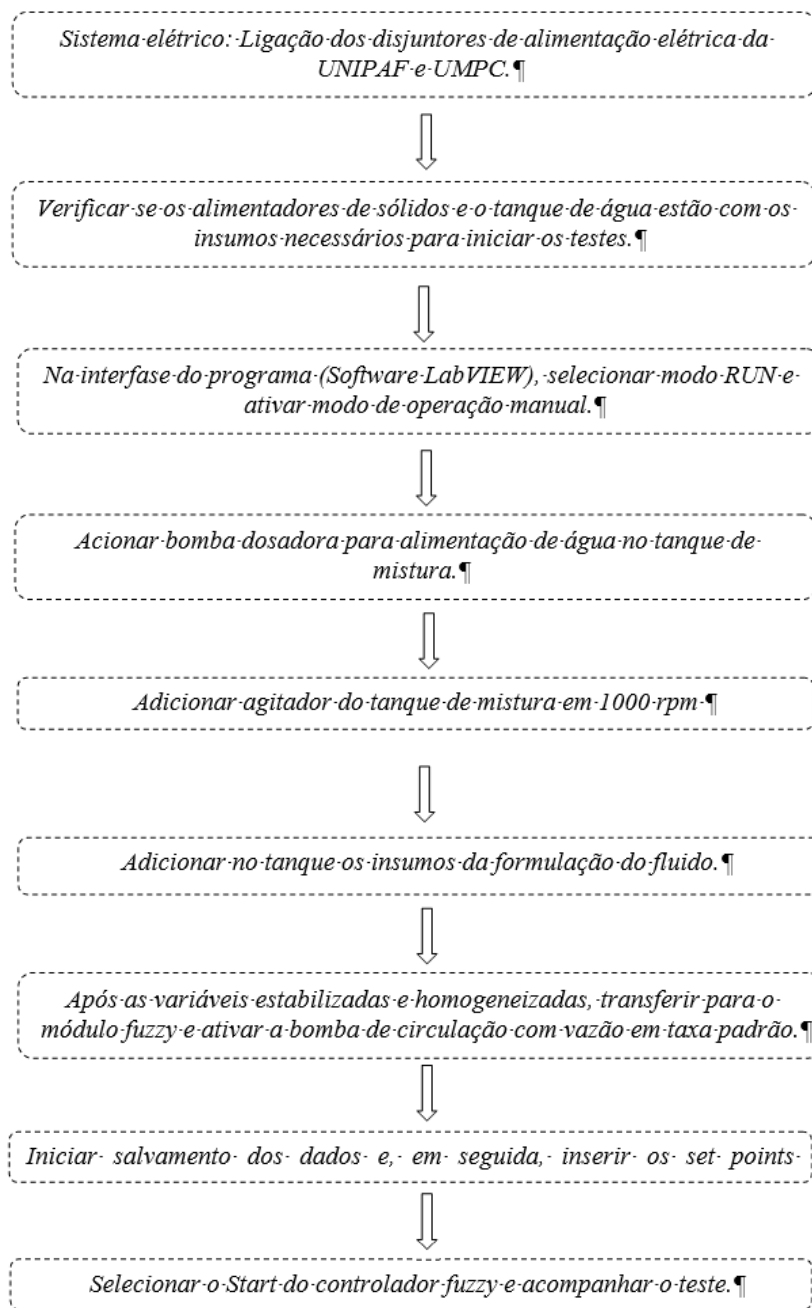 Sistema elétrico: Ligação dos disjuntores de alimentação elétrica da
UNIPAF e UMPC.¶
Verificar se os alimentadores de sólidos e o tanque de água estão com os
insumos necessários para iniciar os testes.¶
Na interfase do programa (Software LabVIEW), selecionar modo RUN e
ativar modo de operação manual.¶
Acionar bomba dosadora para alimentação de água no tanque de
mistura.¶
Adicionar agitador do tanque de mistura em 1000 rpm ¶
Adicionar no tanque os insumos da formulação do fluido.¶
Após as variáveis estabilizadas e homogeneizadas, transferir para o
módulo fuzzy e ativar a bomba de circulação com vazão em taxa padrão.¶
Iniciar salvamento dos dados e, em seguida, inserir os set points
Selecionar o Start do controlador fuzzy e acompanhar o teste.¶